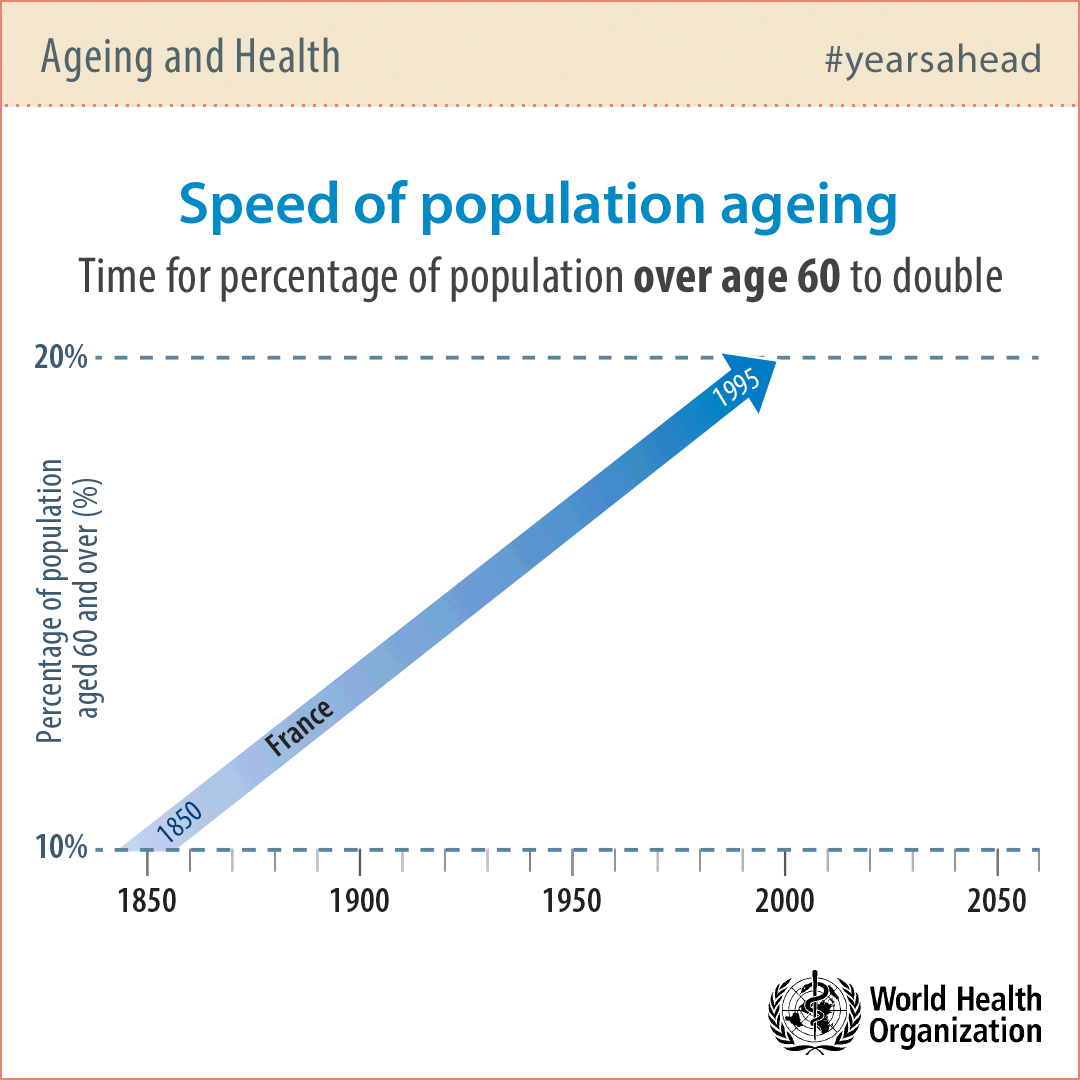 Ageing and Health
#yearsahead
Speed of population ageing
Time for percentage of population over age 60 to double
20%
1995
Percentage of population
aged 60 and over (%)
France
1850
10%
1850
1900
1950
2000
2050
World Health
Organization